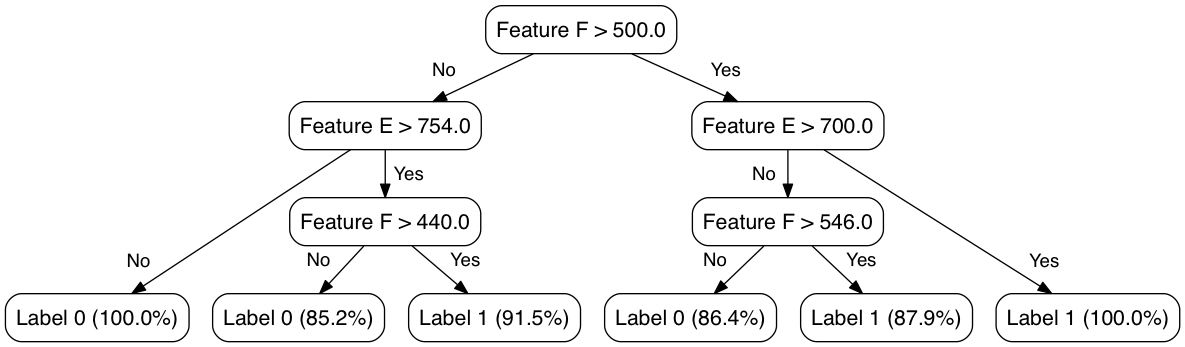 Feature F > 500.0
No
Yes
Feature E > 754.0
Feature E > 700.0
Yes
No
Feature F > 440.0
Feature F > 546.0
No
No
Yes
No
Yes
Yes
Label 0 (100.0%)
Label 0 (85.2%)
Label 1 (91.5%)
Label 0 (86.4%)
Label 1 (87.9%)
Label 1 (100.0%)